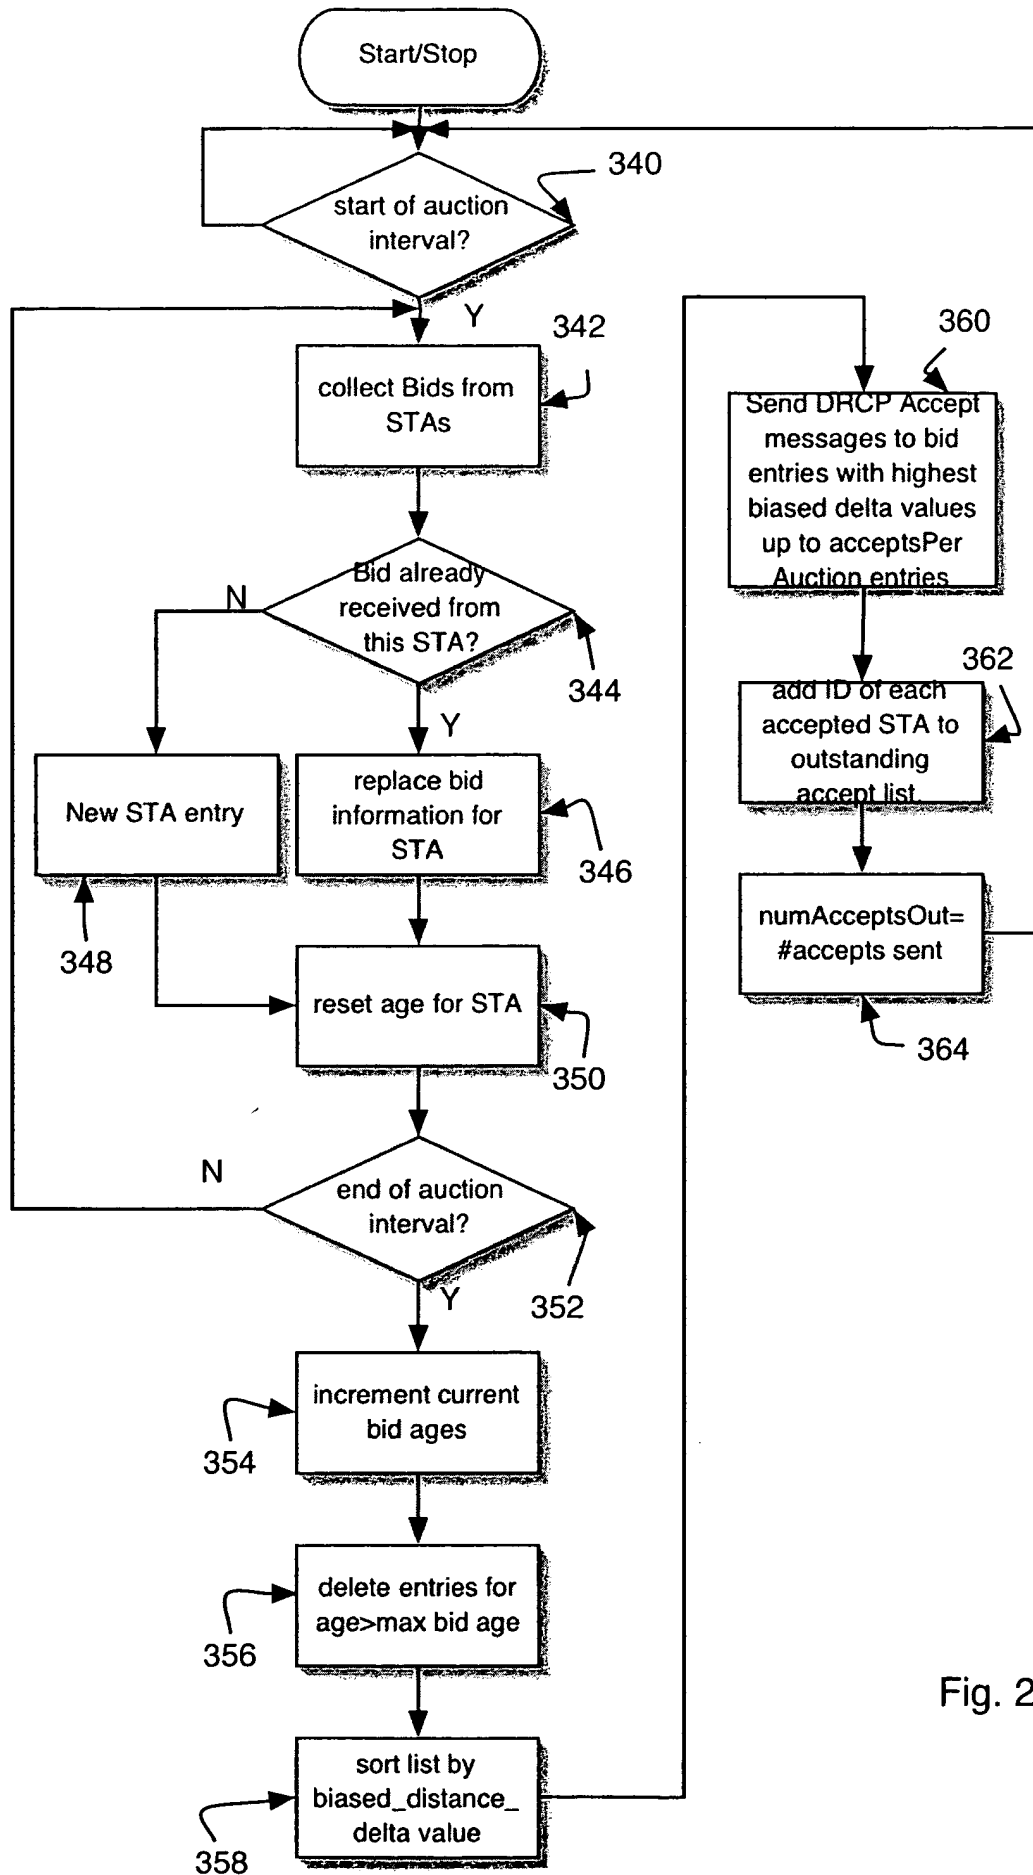 Start/Stop
340
start of auction
interval?
Y
342
collect Bids from
STAs
Bid already
received from
this STA?
N
344
Y
New STA entry
348
replace bid
information for
STA
346
reset age for STA
350
end of auction
interval?
N
352
Y
increment current
bid ages
354
delete entries for
age>max bid age
356
sort list by
biased_distance_
delta value
358
360
Send DRCP Accept
messages to bid
entries with highest
biased delta values
up to acceptsPer
Auction entries
362
add ID of each
accepted STA to
outstanding
accept list.
numAcceptsOut=
#accepts sent
364
Fig. 2